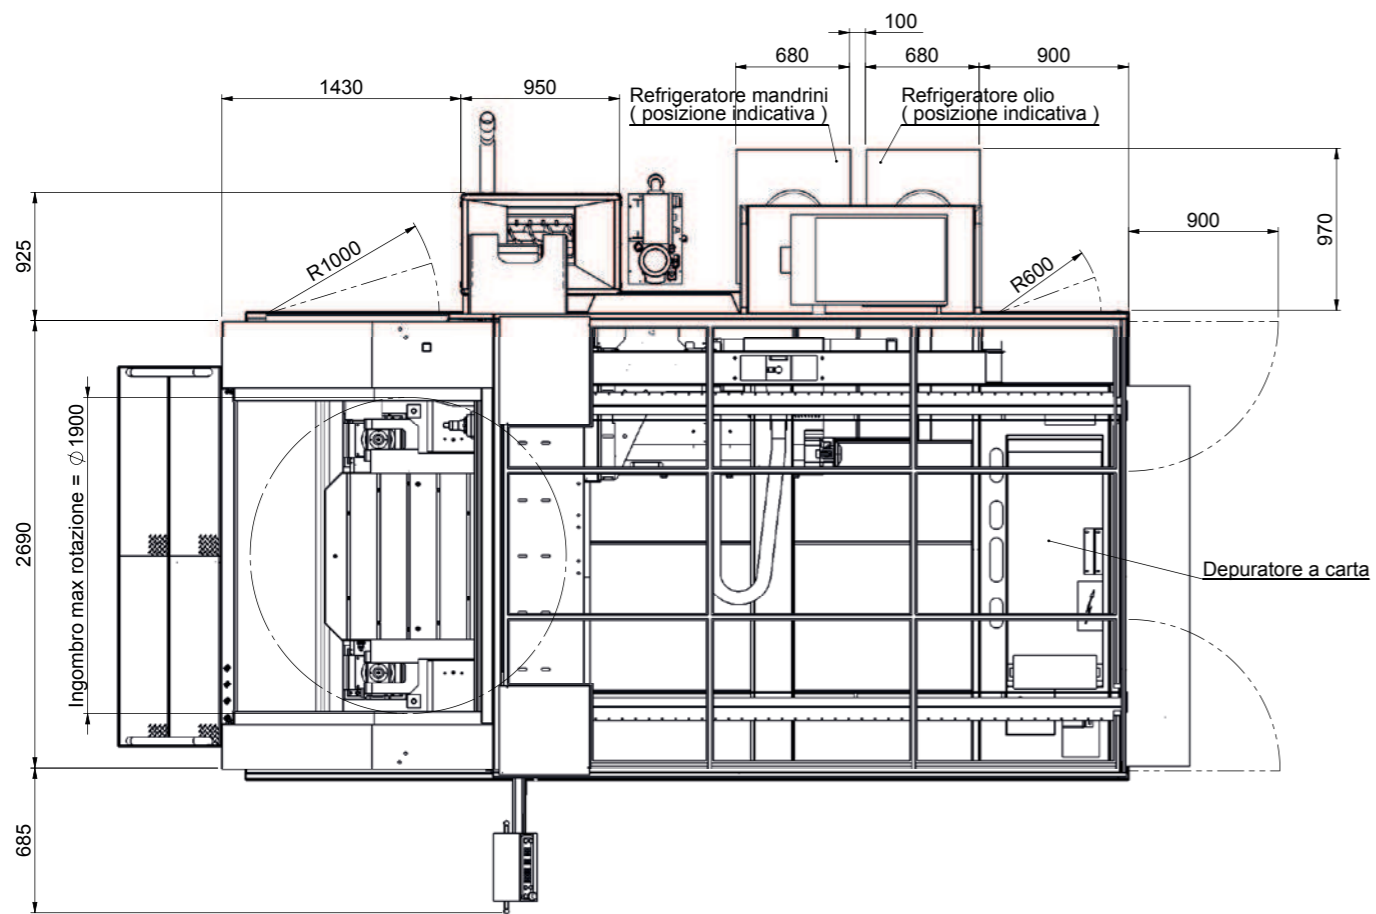 100
680
680
900
1430
950
Refrigeratore mandrini
( posizione indicativa )
Refrigeratore olio
( posizione indicativa )
925
R1000
R600
900
970
Ingombro max rotazione = ∅ 1900
2690
Depuratore a carta
685